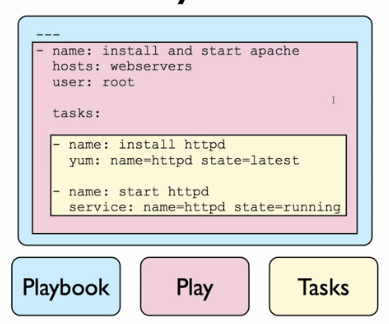 ---
- name: install and start apache
  hosts: webservers
  user: root
  tasks:
  - name: install httpd
    yum: name=httpd state=latest
  - name: start httpd
    service: name=httpd state=running
Playbook
Play
Tasks